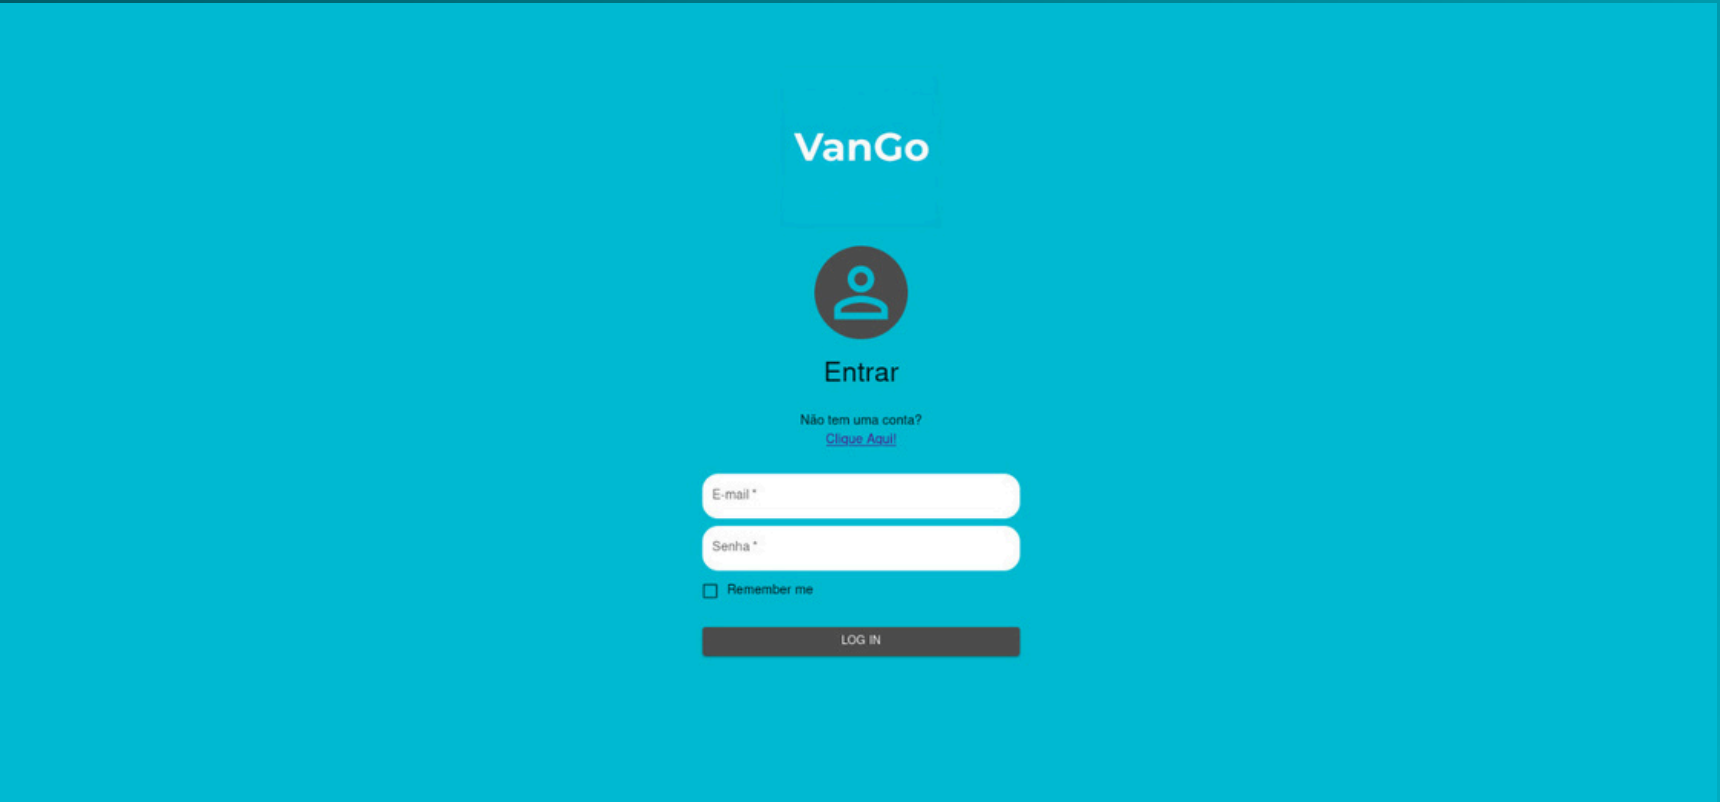 VanGo
Entrar
Não tem uma conta?
Clique Aqui!
E-mail *
Senha *
Remember me
LOG IN